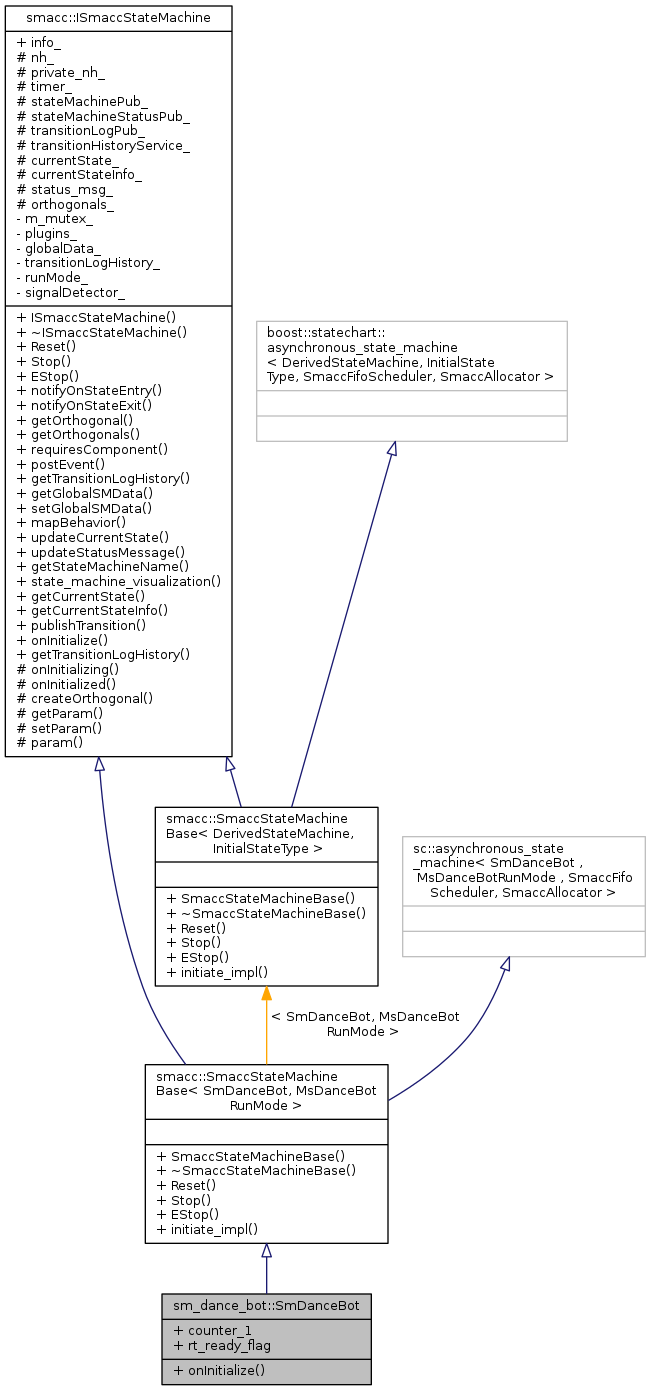 smacc::ISmaccStateMachine
+ info_
# nh_
# private_nh_
# timer_
# stateMachinePub_
# stateMachineStatusPub_
# transitionLogPub_
# transitionHistoryService_
# currentState_
# currentStateInfo_
# status_msg_
# orthogonals_
- m_mutex_
- plugins_
- globalData_
- transitionLogHistory_
- runMode_
- signalDetector_
+ ISmaccStateMachine()
+ ~ISmaccStateMachine()
+ Reset()
+ Stop()
+ EStop()
+ notifyOnStateEntry()
+ notifyOnStateExit()
+ getOrthogonal()
+ getOrthogonals()
+ requiresComponent()
+ postEvent()
+ getTransitionLogHistory()
+ getGlobalSMData()
+ setGlobalSMData()
+ mapBehavior()
+ updateCurrentState()
+ updateStatusMessage()
+ getStateMachineName()
+ state_machine_visualization()
+ getCurrentState()
+ getCurrentStateInfo()
+ publishTransition()
+ onInitialize()
+ getTransitionLogHistory()
# onInitializing()
# onInitialized()
# createOrthogonal()
# getParam()
# setParam()
# param()
boost::statechart::
asynchronous_state_machine
< DerivedStateMachine, InitialState
Type, SmaccFifoScheduler, SmaccAllocator >
smacc::SmaccStateMachine
Base< DerivedStateMachine,
InitialStateType >
+ SmaccStateMachineBase()
+ ~SmaccStateMachineBase()
+ Reset()
+ Stop()
+ EStop()
+ initiate_impl()
sc::asynchronous_state
_machine< SmDanceBot ,
MsDanceBotRunMode , SmaccFifo
Scheduler, SmaccAllocator >
< SmDanceBot, MsDanceBot
RunMode >
smacc::SmaccStateMachine
Base< SmDanceBot, MsDanceBot
RunMode >
+ SmaccStateMachineBase()
+ ~SmaccStateMachineBase()
+ Reset()
+ Stop()
+ EStop()
+ initiate_impl()
sm_dance_bot::SmDanceBot
+ counter_1
+ rt_ready_flag
+ onInitialize()